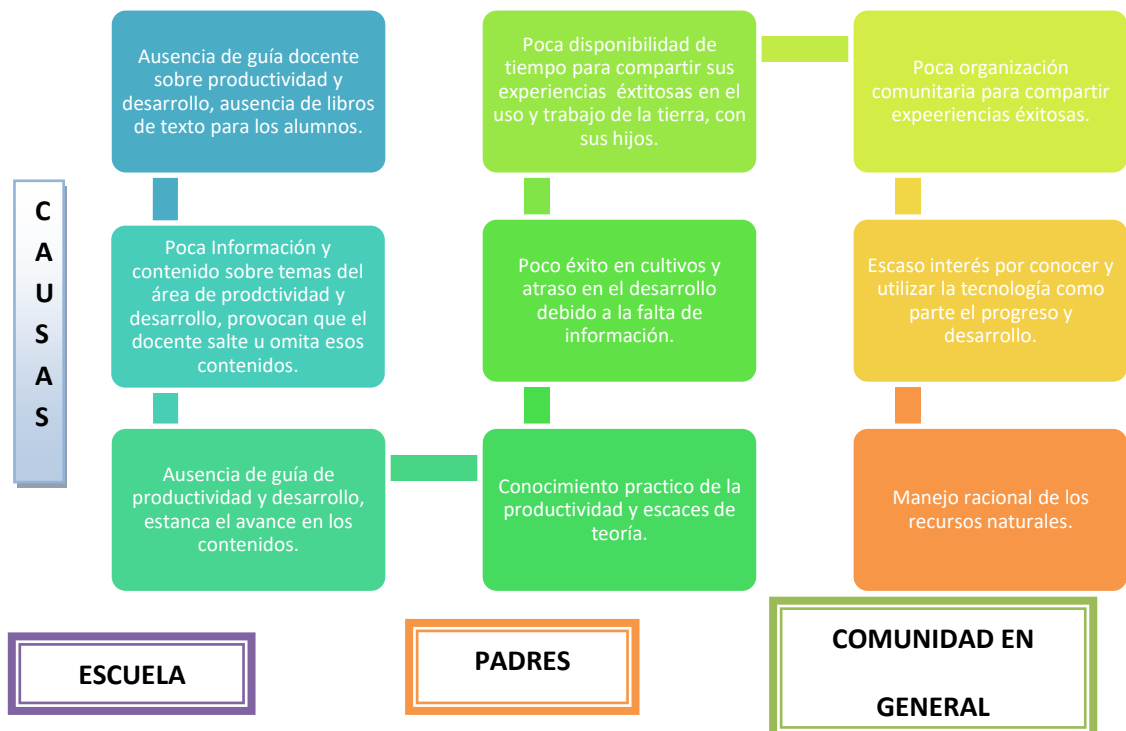 Ausencia de guía docente
sobre productividad y
desarrollo, ausencia de libros
de texto para los alumnos.
Poca disponibilidad de
tiempo para compartir sus
experiencias éxtitosas en el
uso y trabajo de la tierra, con
sus hijos.
Poca organización
comunitaria para compartir
expeeriencias éxitosas.
C
A
U
S
A
S
Poca Información y
contenido sobre temas del
área de prodctividad y
desarrollo, provocan que el
docente salte u omita esos
contenidos.
Poco éxito en cultivos y
atraso en el desarrollo
debido a la falta de
información.
Escaso interés por conocer y
utilizar la tecnología como
parte el progreso y
desarrollo.
Ausencia de guía de
productividad y desarrollo,
estanca el avance en los
contenidos.
Conocimiento practico de la
productividad y escaces de
teoría.
Manejo racional de los
recursos naturales.
ESCUELA
PADRES
COMUNIDAD EN
GENERAL